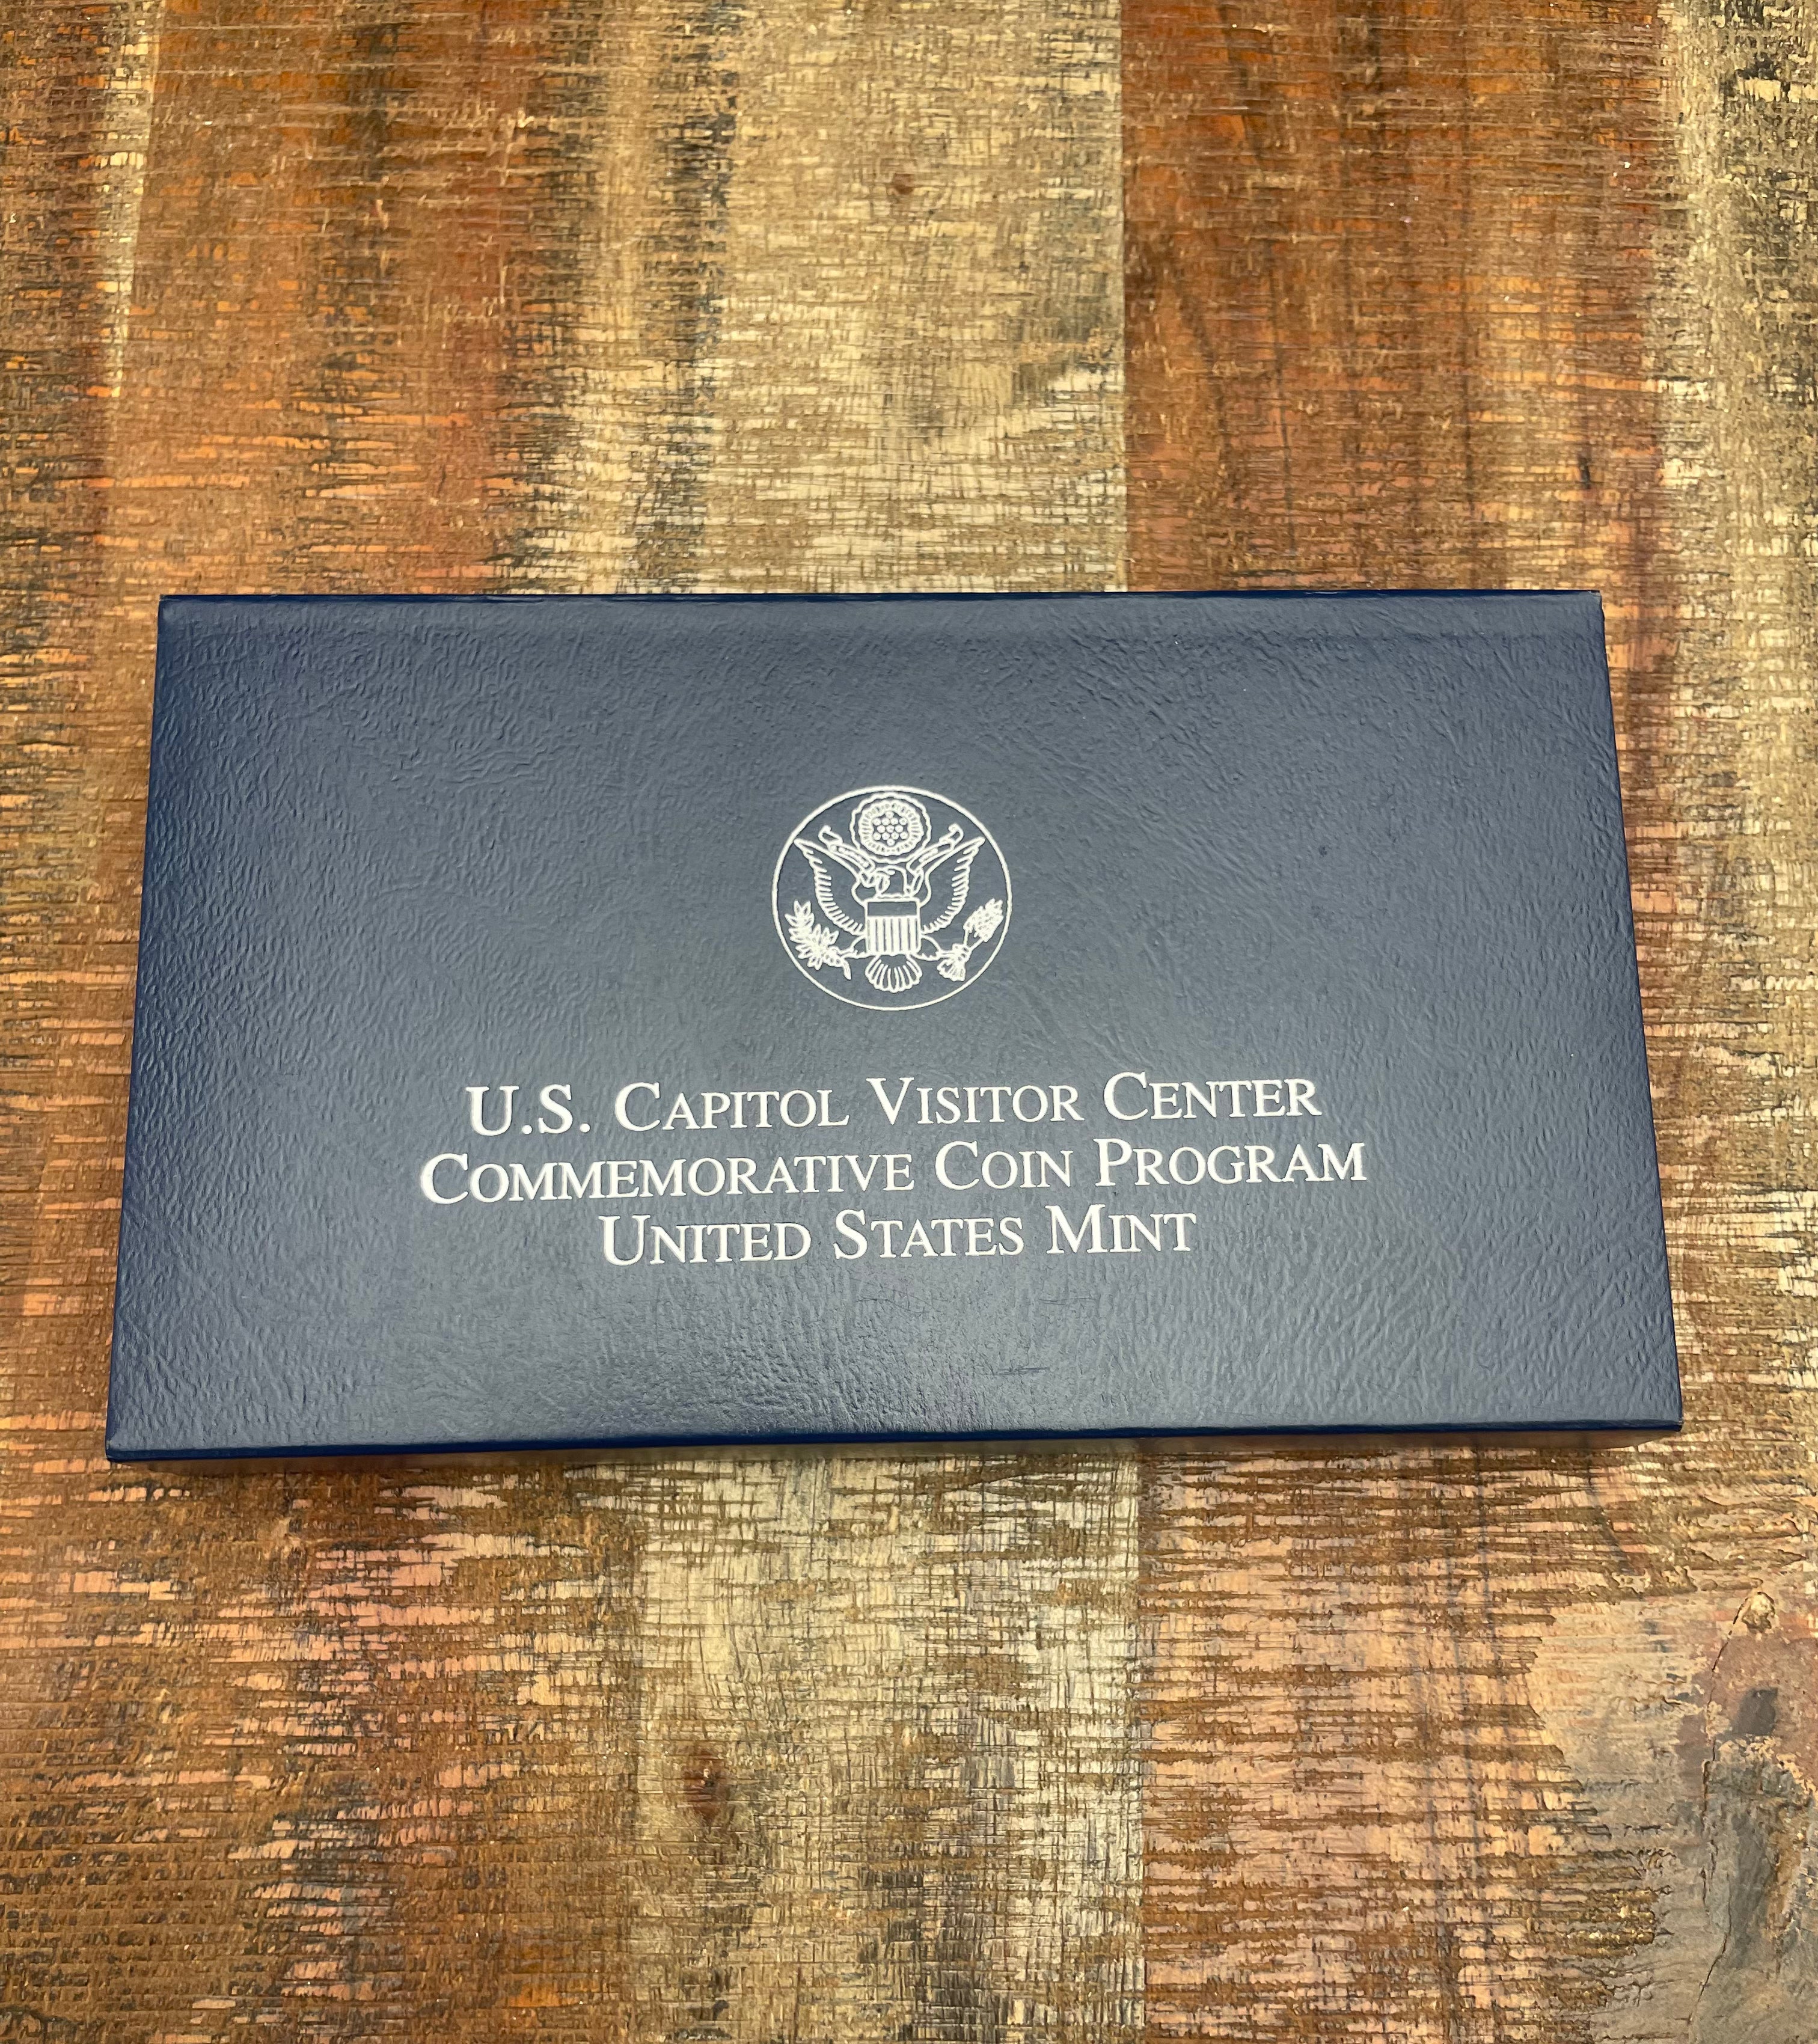 U.S. CAPITOL VISITOR CENTER
COMMEMORATIVE COIN PROGRAM
UNITED STATES MINT